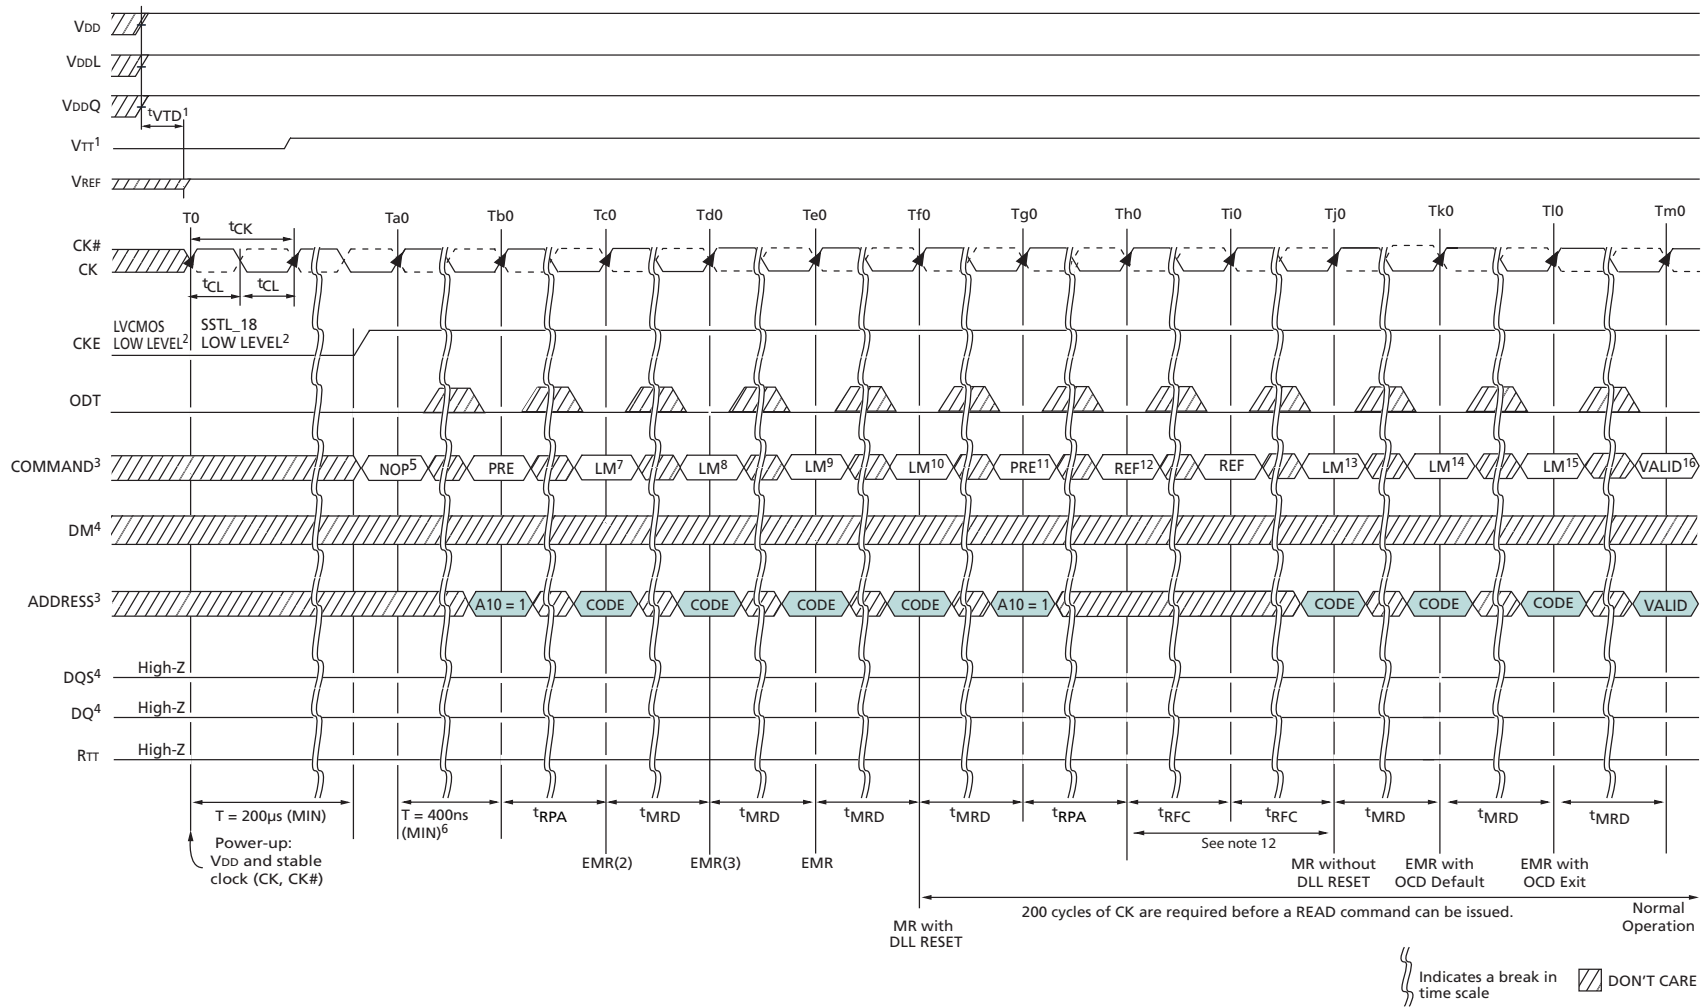 VDD
VDDL
VDDQ
tVTD1
VTT1
VREF
T0 Ta0 Tb0 Tc0 Td0 Te0 Tf0 Tg0 Th0 Ti0 Tj0 Tk0 Tl0 Tm0
tCK
CK#
CK
tCL tCL
LVCMOS
LOW LEVEL2
SSTL_18
LOW LEVEL2
CKE
ODT
COMMAND3 NOP5 PRE LM7 LM8 LM9 LM10 PRE11 REF12 REF LM13 LM14 LM15 VALID16
DM4
ADDRESS3 A10 = 1 CODE CODE CODE CODE A10 = 1 CODE CODE CODE VALID
DQS4 High-Z
DQ4 High-Z
RTT High-Z
T = 200µs (MIN)
T = 400ns
(MIN)6
tRPA tMRD tMRD tMRD tMRD tRPA tRFC tRFC tMRD tMRD tMRD
See note 12
Power-up:
VDD and stable
clock (CK, CK#)
EMR(2) EMR(3) EMR
MR without
DLL RESET
EMR with
OCD Default
EMR with
OCD Exit
200 cycles of CK are required before a READ command can be issued.
Normal
Operation
MR with
DLL RESET
Indicates a break in
time scale
DON'T CARE